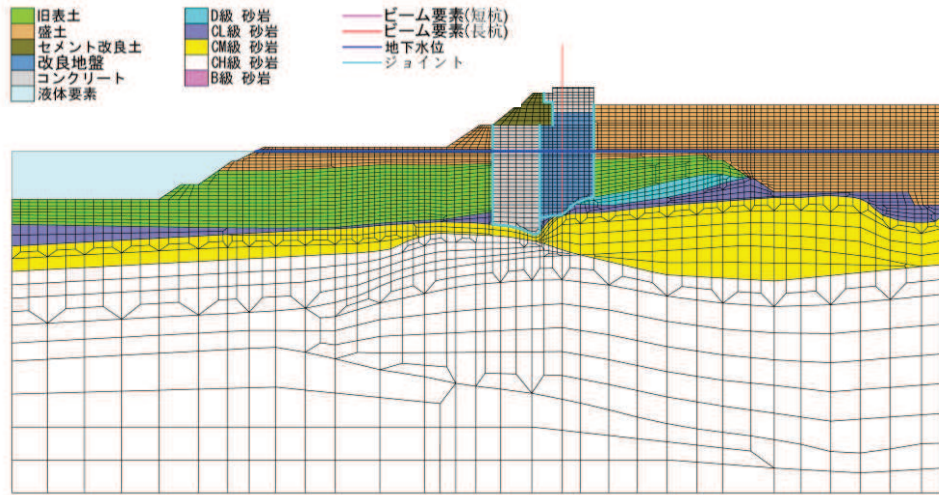 旧表土
盛土
セメント改良土
改良地盤
コンクリート
液体要素
D級 砂岩
CL級 砂岩
CM級 砂岩
CH級 砂岩
B級 砂岩
ビーム要素(短杭)
ビーム要素(長杭)
地下水位
ジョイント